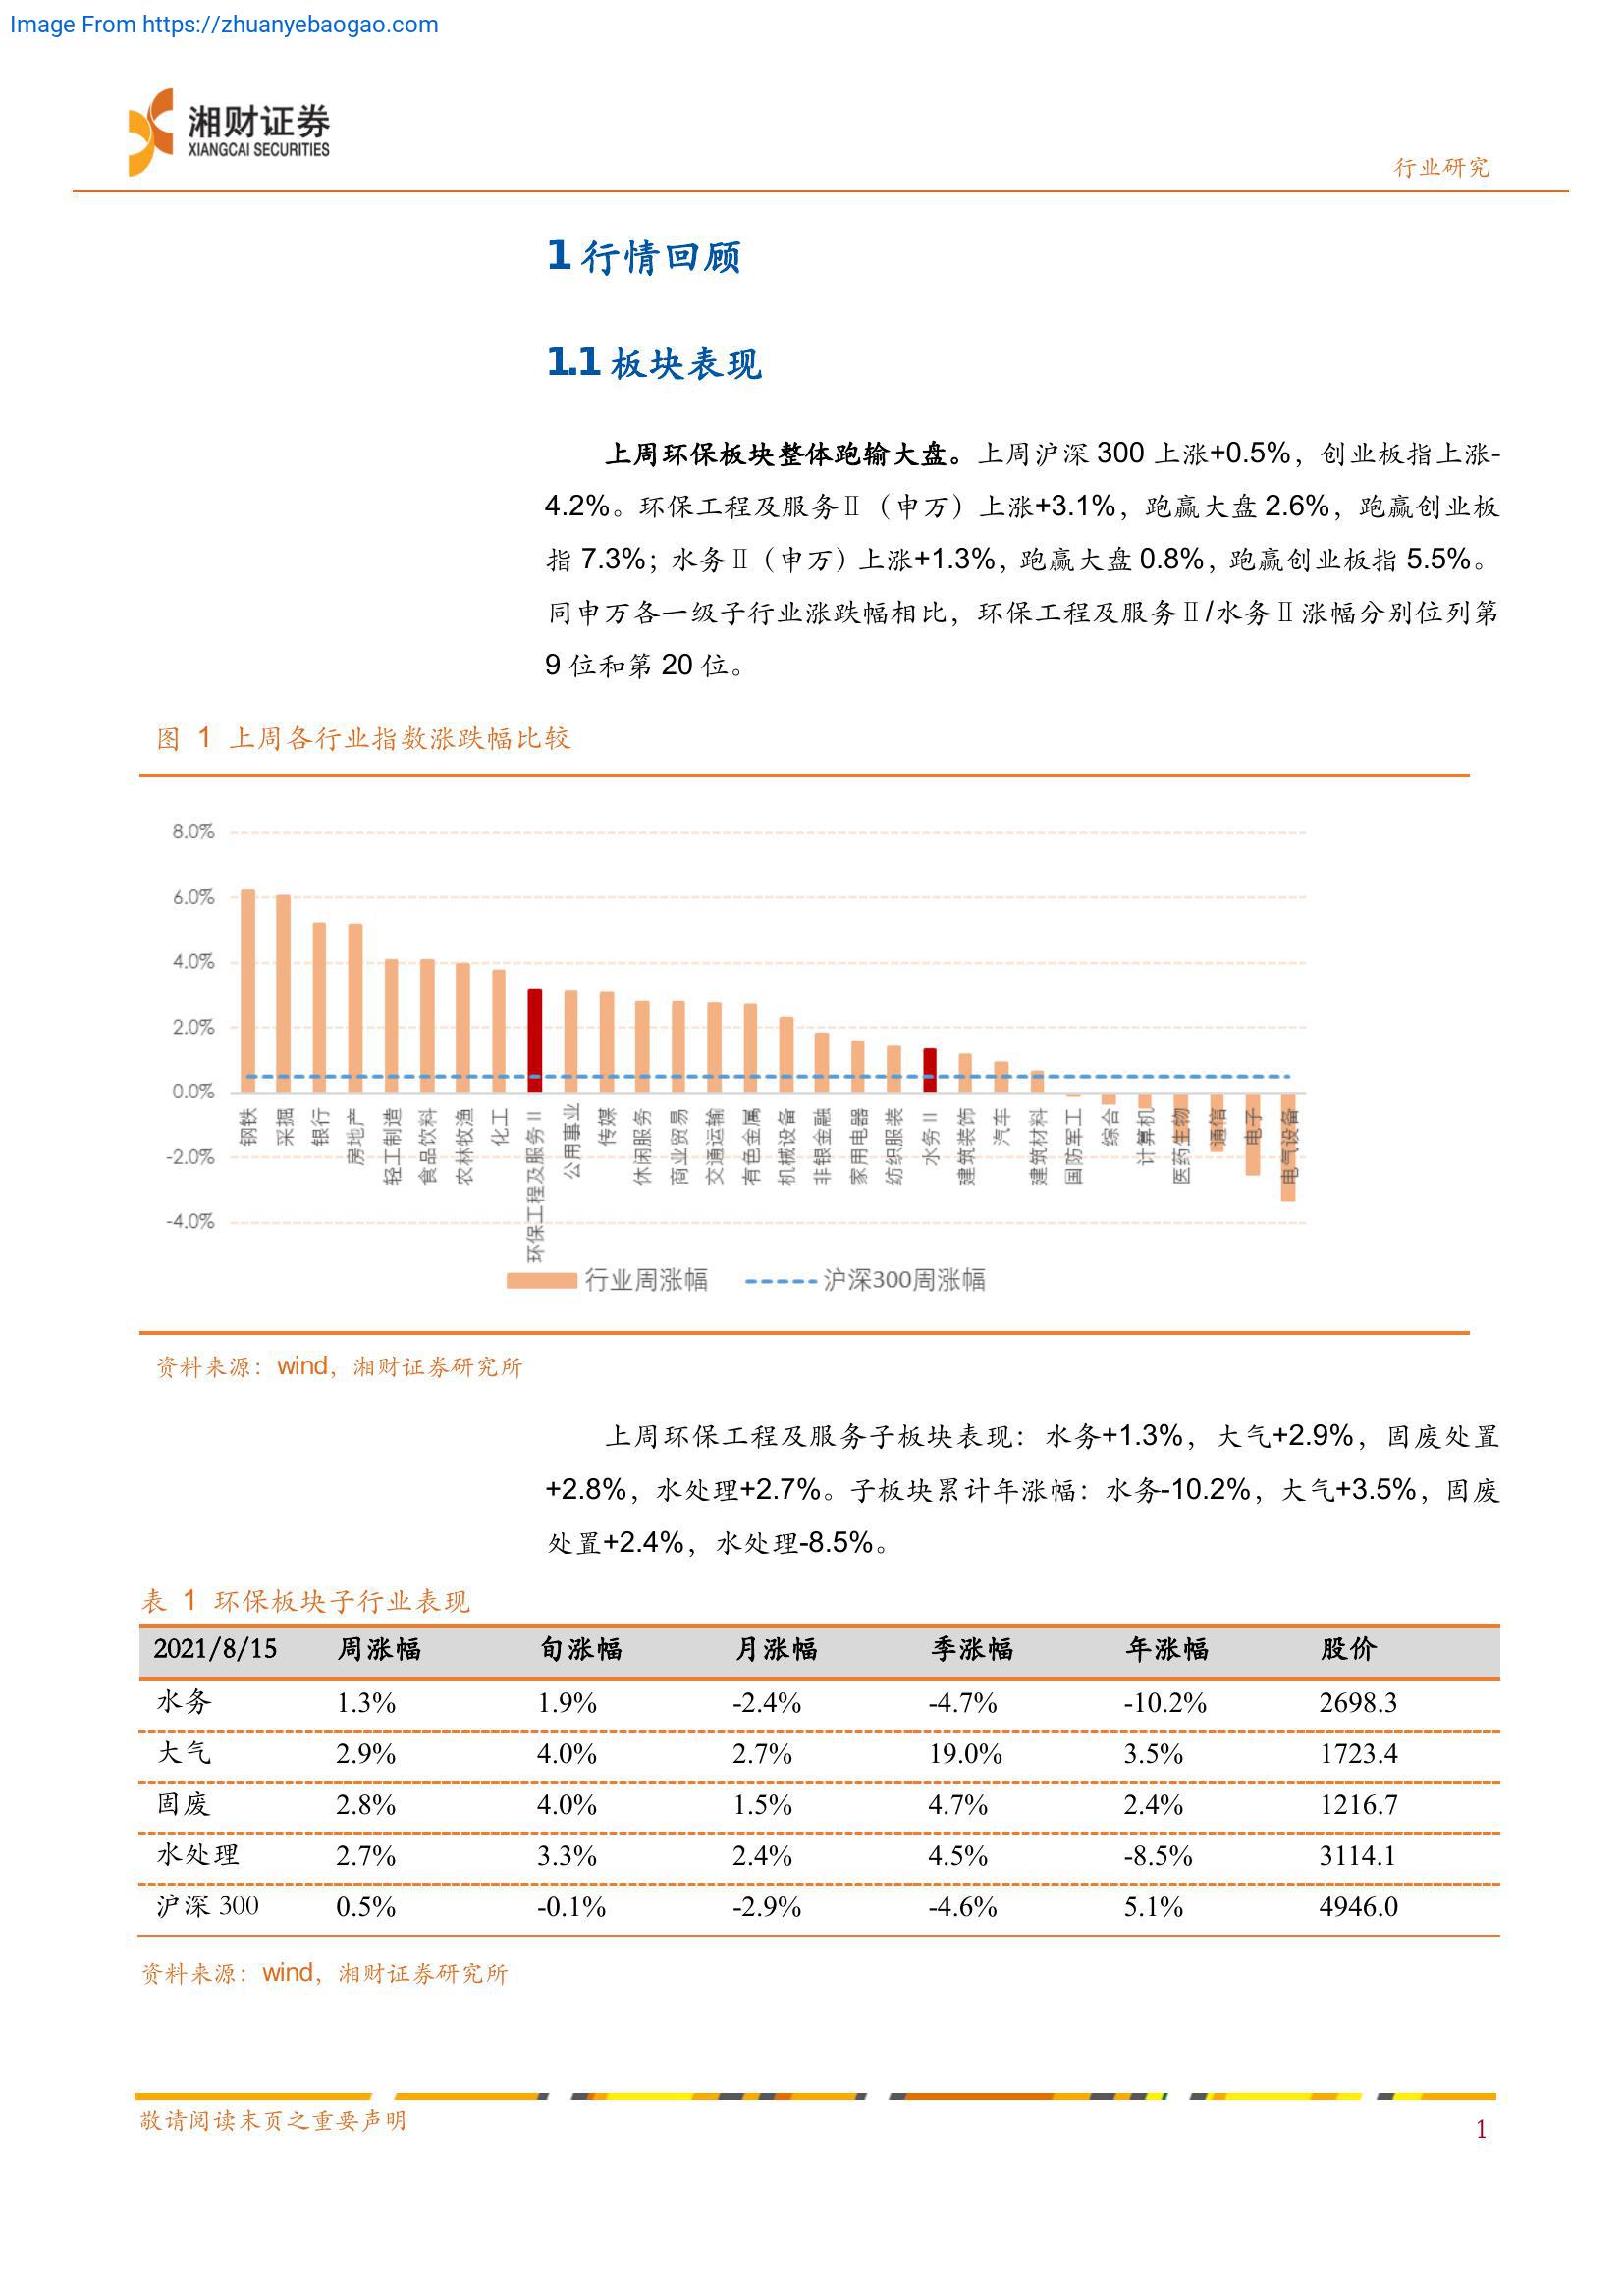 Image From https://zhuanyebaogao.com
湘财证券
XIANGCAI SECURITIES
行业研究
1 行情回顾
1.1 板块表现
上周环保板块整体跑输大盘。上周沪深 300 上涨+0.5%，创业板指上涨-
4.2%。环保工程及服务Ⅱ（申万）上涨+3.1%，跑赢大盘 2.6%，跑赢创业板
指 7.3%；水务Ⅱ（申万）上涨+1.3%，跑赢大盘 0.8%，跑赢创业板指 5.5%。
同申万各一级子行业涨跌幅相比，环保工程及服务Ⅱ/水务Ⅱ涨幅分别位列第
9 位和第 20 位。
图 1 上周各行业指数涨跌幅比较
8.0%
6.0%
4.0%
2.0%
0.0%
-2.0%
-4.0%
钢铁
采掘
银行
房地产
轻工制造
食品饮料
农林牧渔
化工
环保工程及服务Ⅱ
公用事业
传媒
休闲服务
商业贸易
交通运输
有色金属
机械设备
非银金融
家用电器
纺织服装
水务Ⅱ
建筑装饰
汽车
建筑材料
国防军工
综合
计算机
医药生物
通信
电子
电气设备
行业周涨幅 沪深300周涨幅
资料来源：wind，湘财证券研究所
上周环保工程及服务子板块表现：水务+1.3%，大气+2.9%，固废处置
+2.8%，水处理+2.7%。子板块累计年涨幅：水务-10.2%，大气+3.5%，固废
处置+2.4%，水处理-8.5%。
表 1 环保板块子行业表现
2021/8/15 周涨幅 旬涨幅 月涨幅 季涨幅 年涨幅 股价
水务 1.3% 1.9% -2.4% -4.7% -10.2% 2698.3
大气 2.9% 4.0% 2.7% 19.0% 3.5% 1723.4
固废 2.8% 4.0% 1.5% 4.7% 2.4% 1216.7
水处理 2.7% 3.3% 2.4% 4.5% -8.5% 3114.1
沪深 300 0.5% -0.1% -2.9% -4.6% 5.1% 4946.0
资料来源：wind，湘财证券研究所
敬请阅读末页之重要声明
1